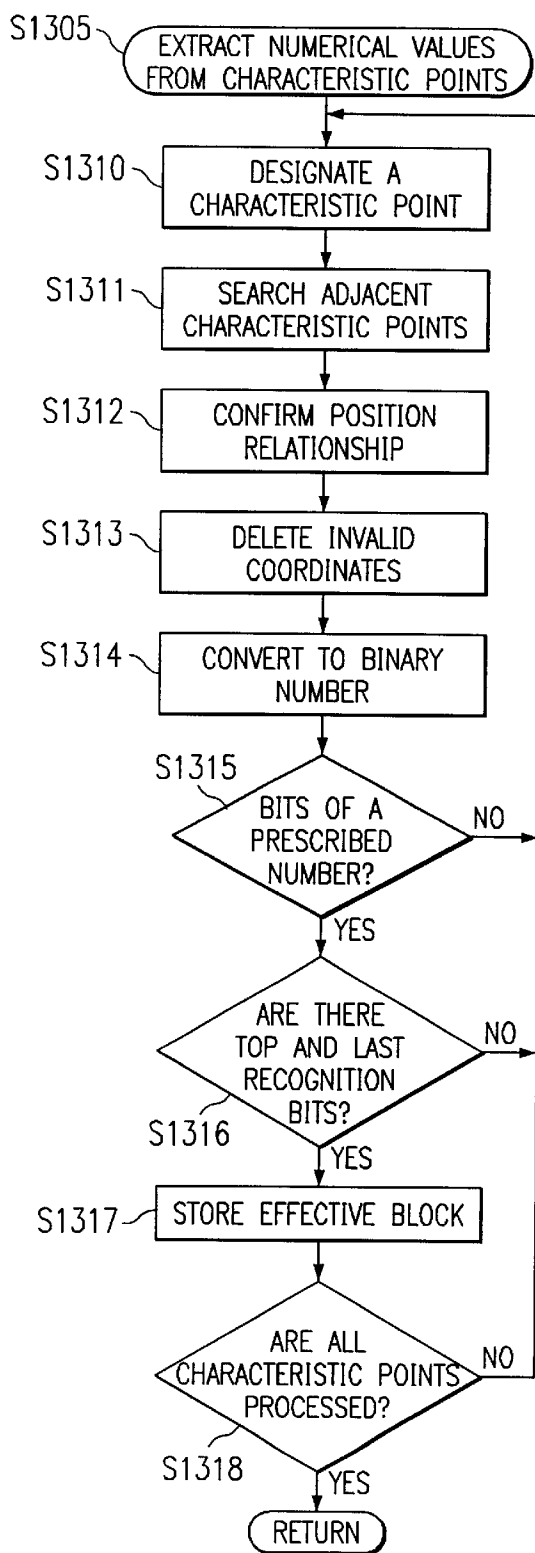 S1305
EXTRACT NUMERICAL VALUES
FROM CHARACTERISTIC POINTS
S1310
DESIGNATE A
CHARACTERISTIC POINT
S1311
SEARCH ADJACENT
CHARACTERISTIC POINTS
S1312
CONFIRM POSITION
RELATIONSHIP
S1313
DELETE INVALID
COORDINATES
S1314
CONVERT TO BINARY
NUMBER
S1315
BITS OF A
PRESCRIBED
NUMBER?
NO
YES
ARE THERE
TOP AND LAST
RECOGNITION
BITS?
NO
S1316
YES
S1317
STORE EFFECTIVE BLOCK
ARE ALL
CHARACTERISTIC POINTS
PROCESSED?
NO
S1318
YES
RETURN